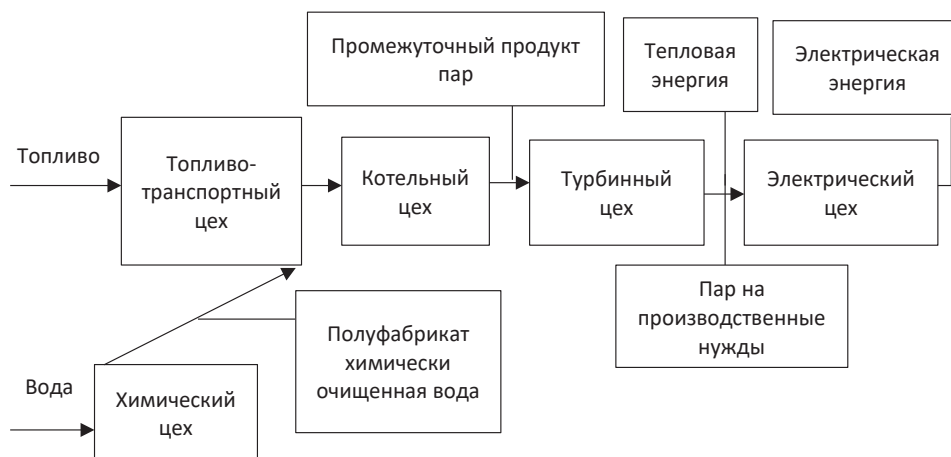 Промежуточный продукт
пар
Тепловая
энергия
Электрическая
энергия
Топливо
Топливо-
транспортный
цех
Котельный
цех
Турбинный
цех
Электрический
цех
Пар на
производственные
нужды
Полуфабрикат
химически
очищенная вода
Вода
Химический
цех